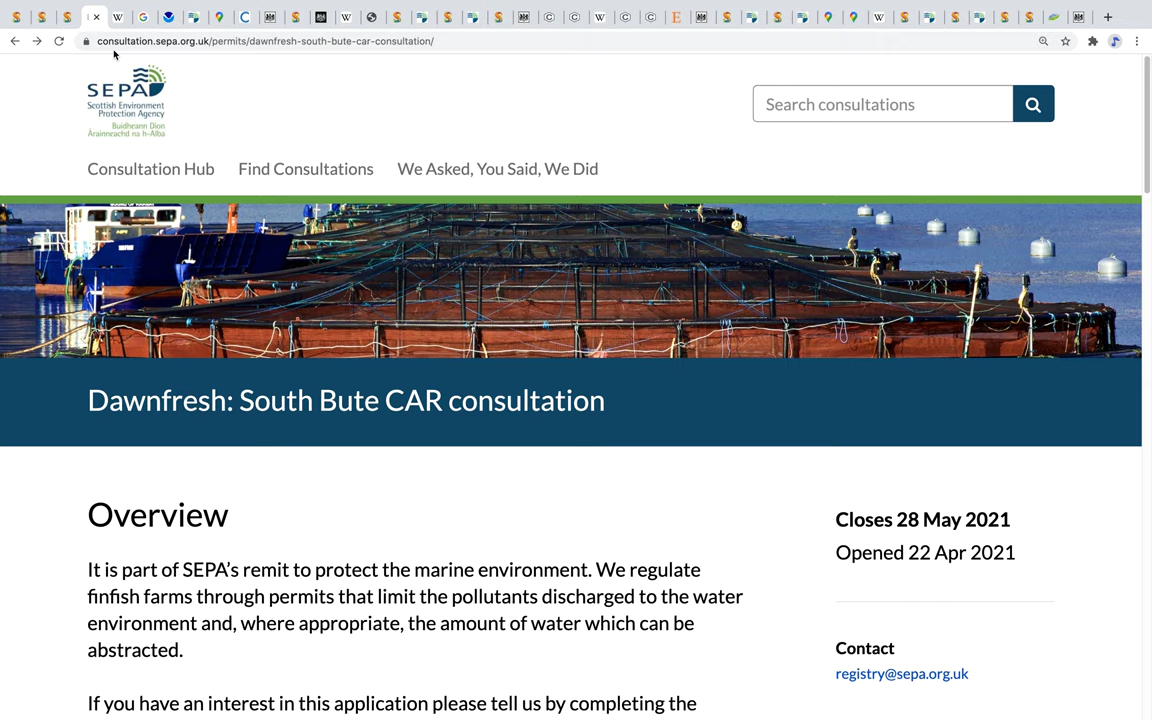 consultation.sepa.org.uk/permits/dawnfresh-south-bute-car-consultation/
SEPA
Scottish Environment
Protection Agency
Buidheann Dìon
Àrainneachd na h-Alba
Search consultations
Consultation Hub Find Consultations We Asked, You Said, We Did
Dawnfresh: South Bute CAR consultation
Overview
It is part of SEPA's remit to protect the marine environment. We regulate
finfish farms through permits that limit the pollutants discharged to the water
environment and, where appropriate, the amount of water which can be
abstracted.
If you have an interest in this application please tell us by completing the
Closes 28 May 2021
Opened 22 Apr 2021
Contact
registry@sepa.org.uk